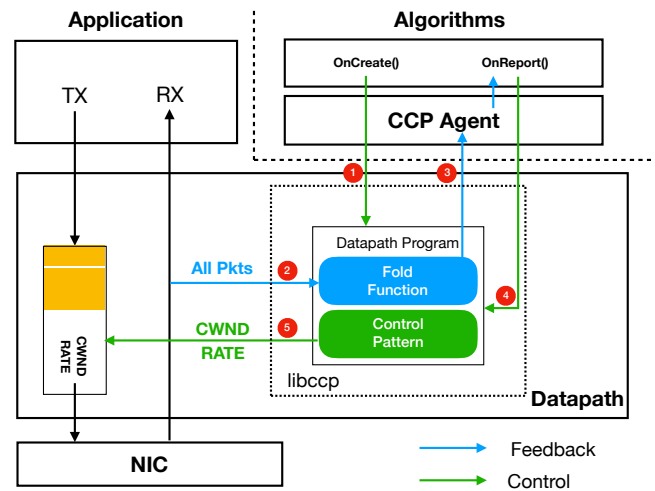 Application
Algorithms
TX
RX
OnCreate()
OnReport()
CCP Agent
1
3
Datapath Program
All Pkts
2
Fold
Function
4
CWND
RATE
5
Control
Pattern
CWND
RATE
libccp
Datapath
NIC
Feedback
Control